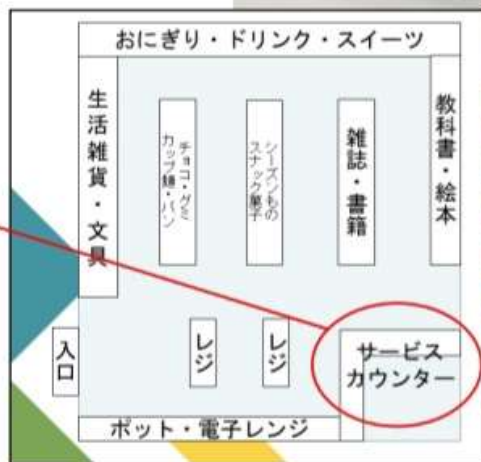 おにぎり・ドリンク・スイーツ
生活雑貨・文具
チョコ・グミ
カップ麺・パン
シーズンもの
スナック菓子
雑誌・書籍
教科書・絵本
入口
レジ
レジ
サービス
カウンター
ポット・電子レンジ